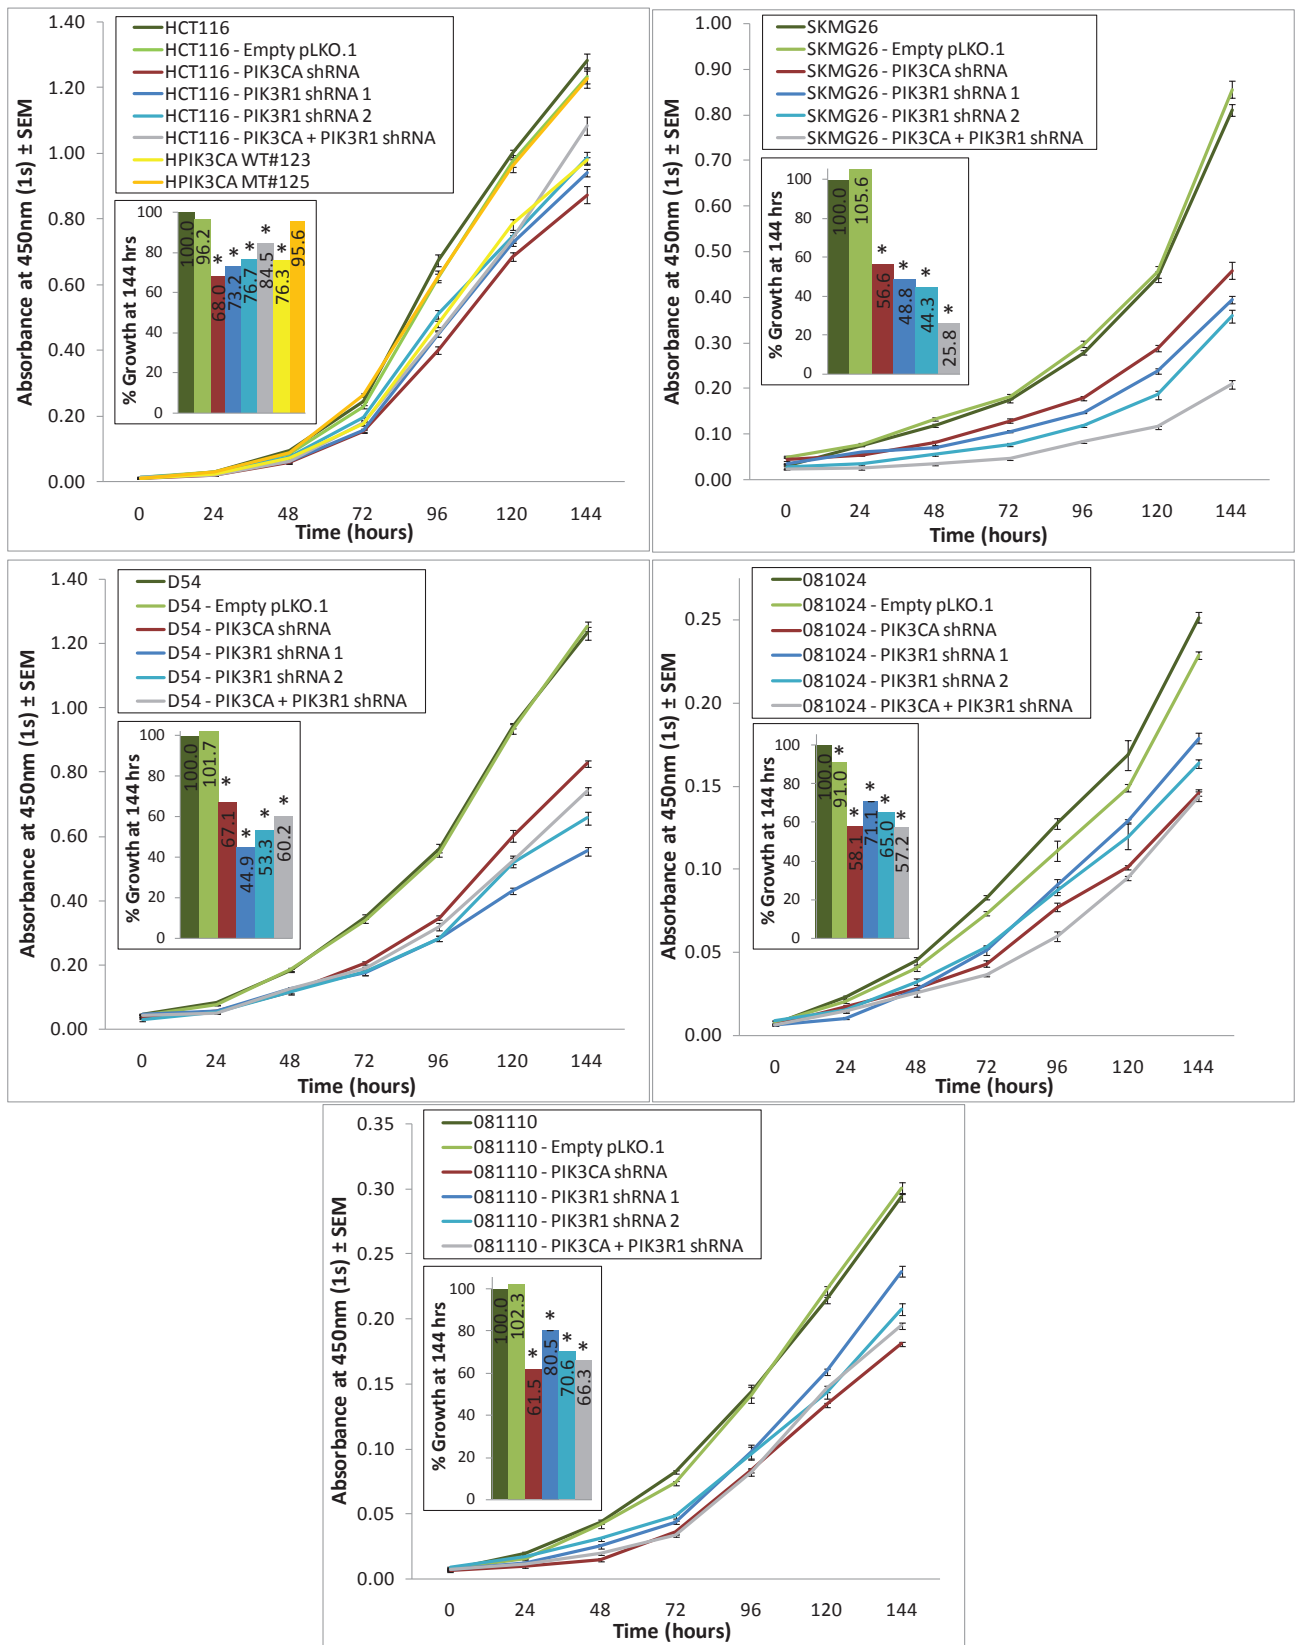 HCT116
HCT116 - Empty pLKO.1
HCT116 - PIK3CA shRNA
HCT116 - PIK3R1 shRNA 1
HCT116 - PIK3R1 shRNA 2
HCT116 - PIK3CA + PIK3R1 shRNA
HPIK3CA WT#123
HPIK3CA MT#125
Absorbance at 450nm (1s) ± SEM
1.40
1.20
1.00
0.80
0.60
0.40
0.20
0.00
% Growth at 144 hrs
100
80
60
40
20
0
100.0
96.2
* 68.0
* 73.2
* 76.7
* 84.5
* 76.3
95.6
0 24 48 72 96 120 144
Time (hours)
SKMG26
SKMG26 - Empty pLKO.1
SKMG26 - PIK3CA shRNA
SKMG26 - PIK3R1 shRNA 1
SKMG26 - PIK3R1 shRNA 2
SKMG26 - PIK3CA + PIK3R1 shRNA
Absorbance at 450nm (1s) ± SEM
1.00
0.90
0.80
0.70
0.60
0.50
0.40
0.30
0.20
0.10
0.00
% Growth at 144 hrs
100
80
60
40
20
0
100.0
105.6
* 56.6
* 48.8
* 44.3
* 25.8
0 24 48 72 96 120 144
Time (hours)
D54
D54 - Empty pLKO.1
D54 - PIK3CA shRNA
D54 - PIK3R1 shRNA 1
D54 - PIK3R1 shRNA 2
D54 - PIK3CA + PIK3R1 shRNA
Absorbance at 450nm (1s) ± SEM
1.40
1.20
1.00
0.80
0.60
0.40
0.20
0.00
% Growth at 144 hrs
100
80
60
40
20
0
100.0
101.7
* 67.1
* 44.9
* 53.3
* 60.2
0 24 48 72 96 120 144
Time (hours)
081024
081024 - Empty pLKO.1
081024 - PIK3CA shRNA
081024 - PIK3R1 shRNA 1
081024 - PIK3R1 shRNA 2
081024 - PIK3CA + PIK3R1 shRNA
Absorbance at 450nm (1s) ± SEM
0.25
0.20
0.15
0.10
0.05
0.00
% Growth at 144 hrs
100
80
60
40
20
0
100.0
* 91.0
* 58.1
* 71.1
* 65.0
* 57.2
0 24 48 72 96 120 144
Time (hours)
081110
081110 - Empty pLKO.1
081110 - PIK3CA shRNA
081110 - PIK3R1 shRNA 1
081110 - PIK3R1 shRNA 2
081110 - PIK3CA + PIK3R1 shRNA
Absorbance at 450nm (1s) ± SEM
0.35
0.30
0.25
0.20
0.15
0.10
0.05
0.00
% Growth at 144 hrs
100
80
60
40
20
0
100.0
102.3
* 61.5
* 80.5
* 70.6
* 66.3
0 24 48 72 96 120 144
Time (hours)